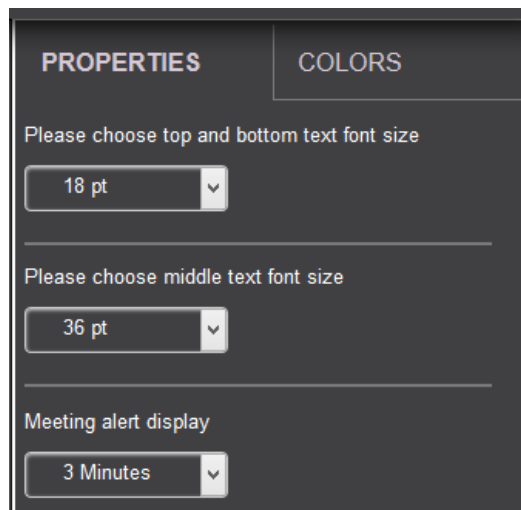 PROPERTIES COLORS
Please choose top and bottom text font size
18 pt
Please choose middle text font size
36 pt
Meeting alert display
3 Minutes